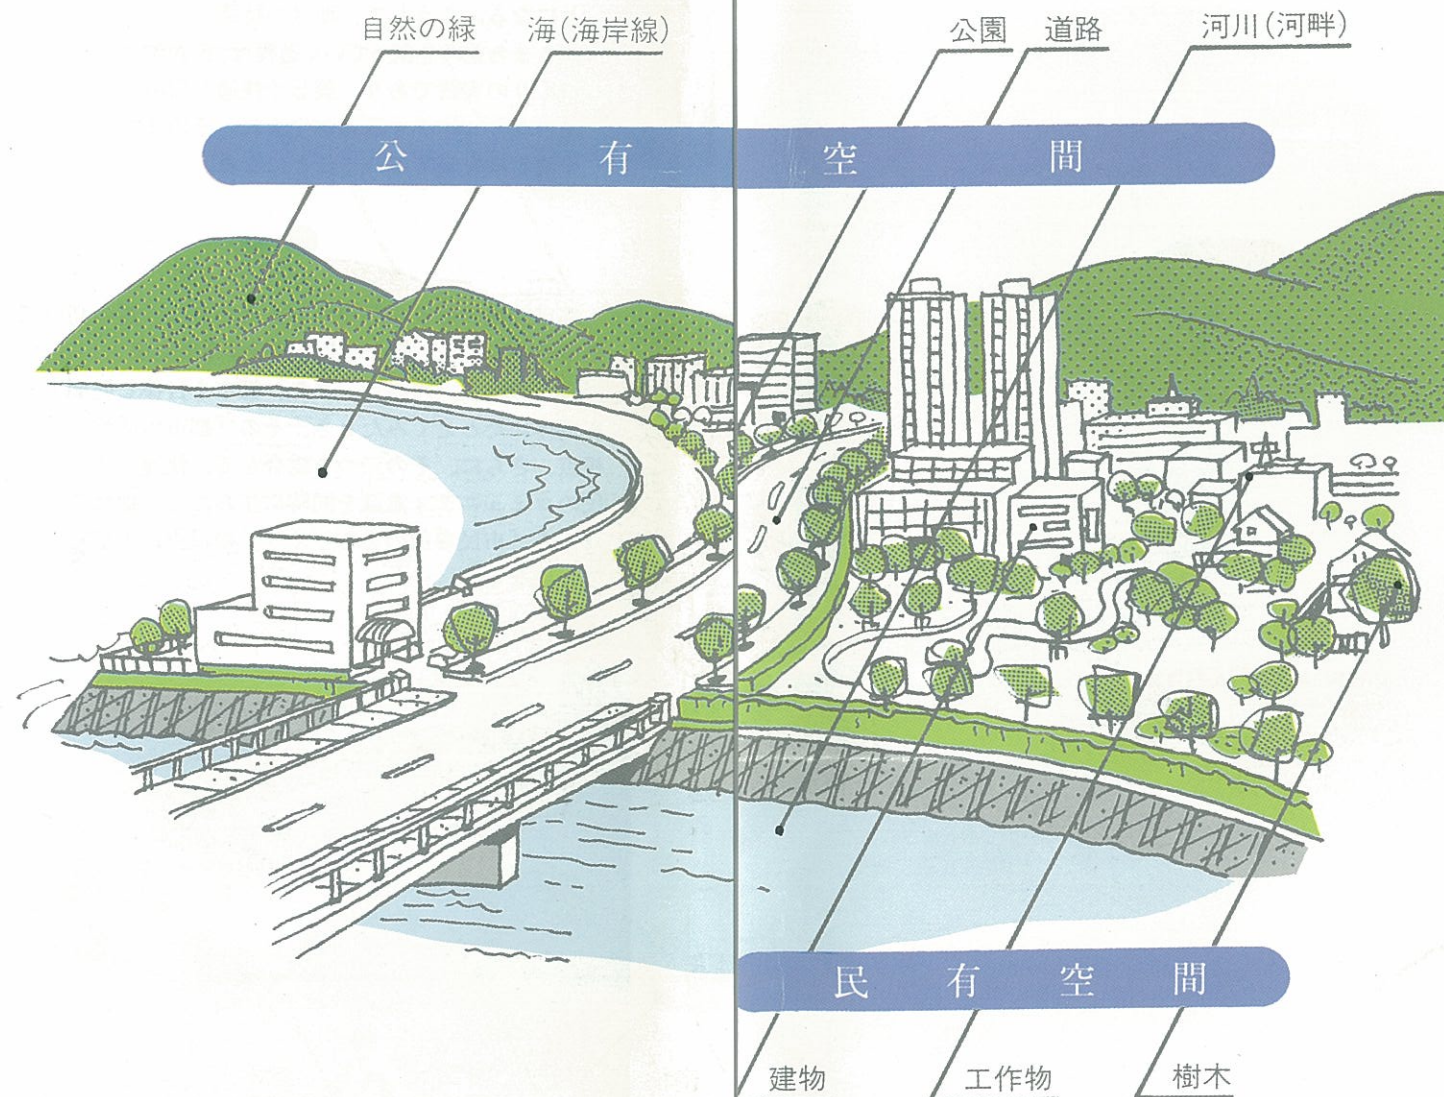 自然の緑 海(海岸線) 公園 道路 河川(河畔)
公有空間
民有空間
建物 工作物 樹木